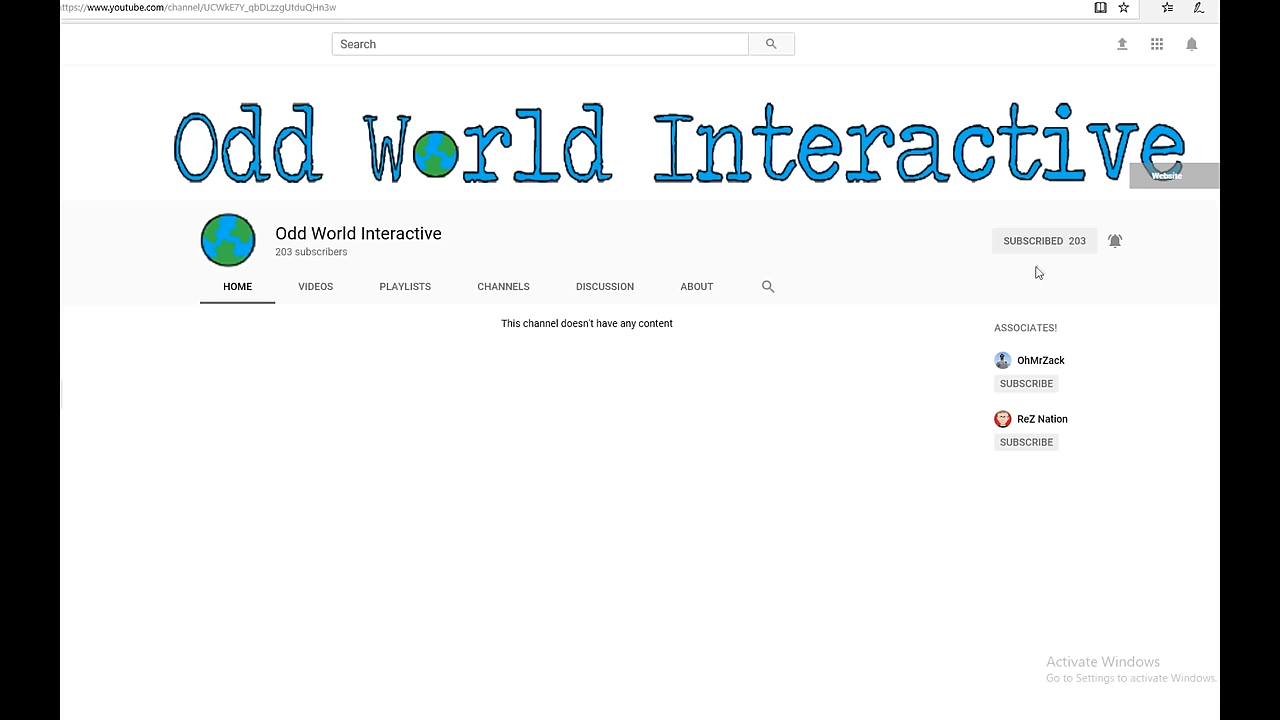 ttps://www.youtube.com/channel/UCWkE7Y_qbDLzzgUtduQHn3w
Search
Odd World Interactive
Website
Odd World Interactive
203 subscribers
SUBSCRIBED 203
HOME VIDEOS PLAYLISTS CHANNELS DISCUSSION ABOUT
This channel doesn't have any content
ASSOCIATES!
OhMrZack
SUBSCRIBE
ReZ Nation
SUBSCRIBE
Activate Windows
Go to Settings to activate Windows.